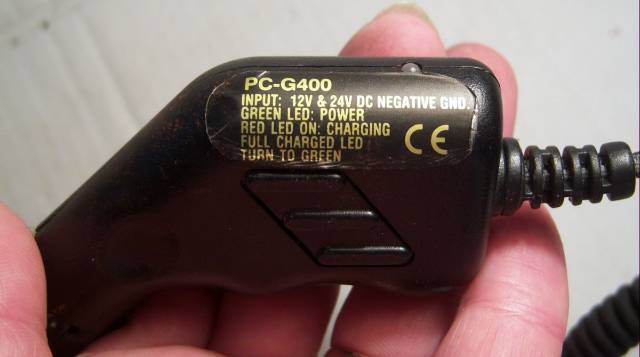 PC-G400
INPUT: 12V & 24V DC NEGATIVE GND.
GREEN LED: POWER
RED LED ON: CHARGING
FULL CHARGED LED
TURN TO GREEN
CE